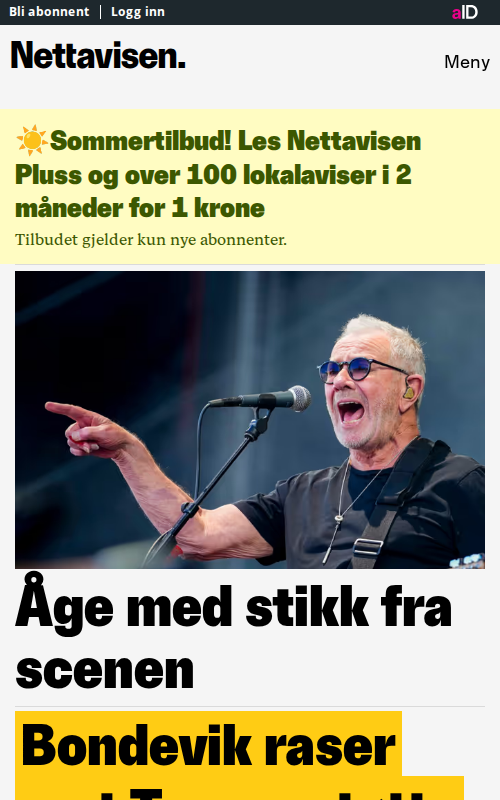 Bli abonnent | Logg inn
aID
Nettavisen.
Meny
☀️Sommertilbud! Les Nettavisen
Pluss og over 100 lokalaviser i 2
måneder for 1 krone
Tilbudet gjelder kun nye abonnenter.
Åge med stikk fra
scenen
Bondevik raser